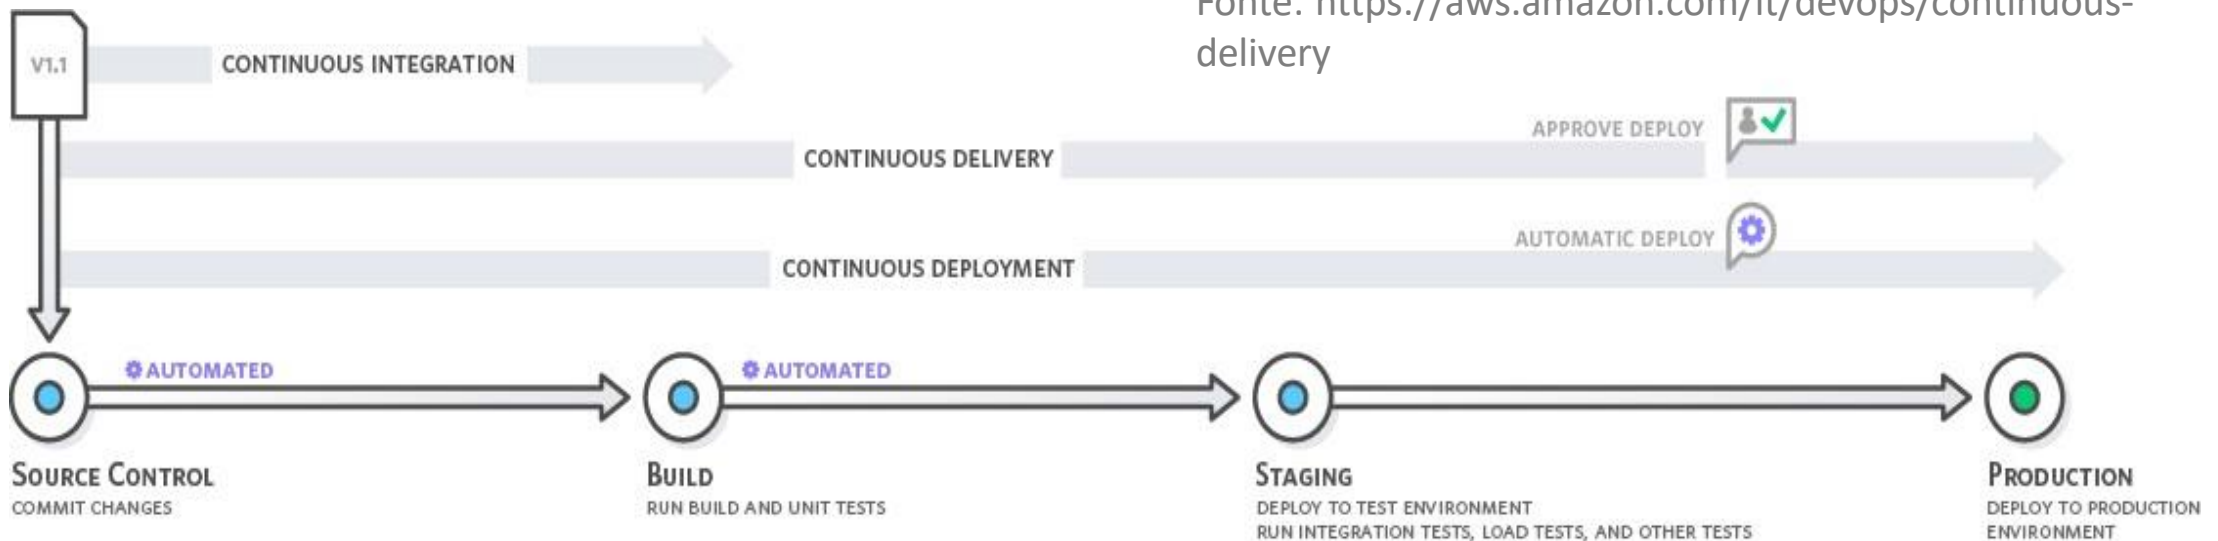 Fonte: https://aws.amazon.com/it/devops/continuous-
delivery
V1.1
CONTINUOUS INTEGRATION
APPROVE DEPLOY
CONTINUOUS DELIVERY
AUTOMATIC DEPLOY
CONTINUOUS DEPLOYMENT
AUTOMATED
AUTOMATED
SOURCE CONTROL
COMMIT CHANGES
BUILD
RUN BUILD AND UNIT TESTS
STAGING
DEPLOY TO TEST ENVIRONMENT
RUN INTEGRATION TESTS, LOAD TESTS, AND OTHER TESTS
PRODUCTION
DEPLOY TO PRODUCTION
ENVIRONMENT